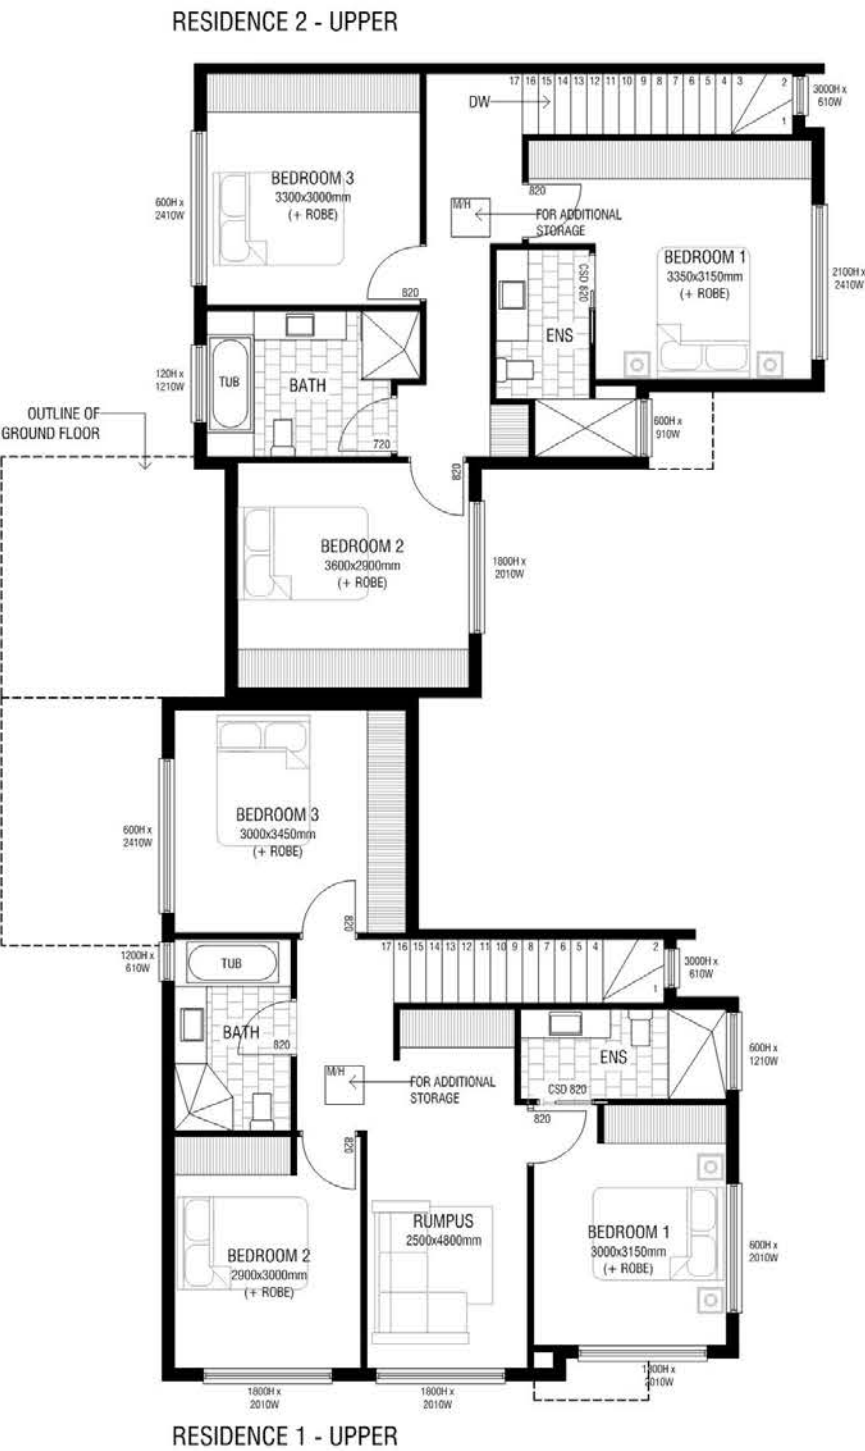 RESIDENCE 2 - UPPER
17 16 15 14 13 12 11 10 9 8 7 6 5 4 3 2
1
DW
3000H x
610W
BEDROOM 3
3300x3000mm
(+ ROBE)
600H x
2410W
820
M/H
FOR ADDITIONAL
STORAGE
820
BEDROOM 1
3350x3150mm
(+ ROBE)
2100H x
2410W
CSD 820
ENS
120H x
1210W
TUB
BATH
720
600H x
910W
OUTLINE OF
GROUND FLOOR
820
BEDROOM 2
3600x2900mm
(+ ROBE)
1800H x
2010W
BEDROOM 3
3000x3450mm
(+ ROBE)
600H x
2410W
820
17 16 15 14 13 12 11 10 9 8 7 6 5 4 2
1
3000H x
610W
1200H x
610W
TUB
BATH
820
M/H
FOR ADDITIONAL
STORAGE
ENS
CSD 820
600H x
1210W
820
820
BEDROOM 2
2900x3000mm
(+ ROBE)
RUMPUS
2500x4800mm
BEDROOM 1
3000x3150mm
(+ ROBE)
600H x
2010W
1800H x
2010W
1800H x
2010W
2010W
RESIDENCE 1 - UPPER